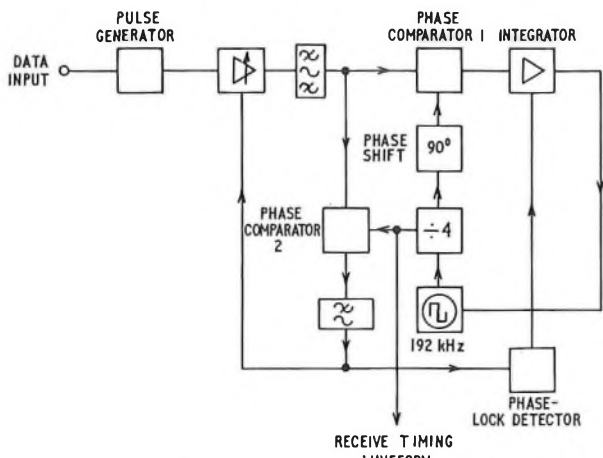 PULSE
GENERATOR
PHASE
COMPARATOR 1
INTEGRATOR
DATA
INPUT
PHASE
SHIFT
90°
PHASE
COMPARATOR
2
÷4
192 kHz
PHASE-
LOCK DETECTOR
RECEIVE TIMING
WAVEFORM